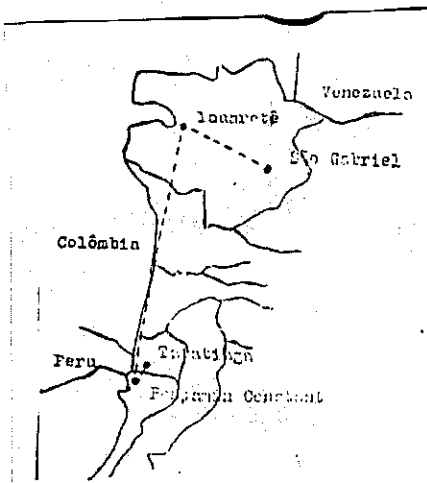 Venezuela
Iauaretê
São Gabriel
Colômbia
Tabatinga
Peru
Benjamin Constant